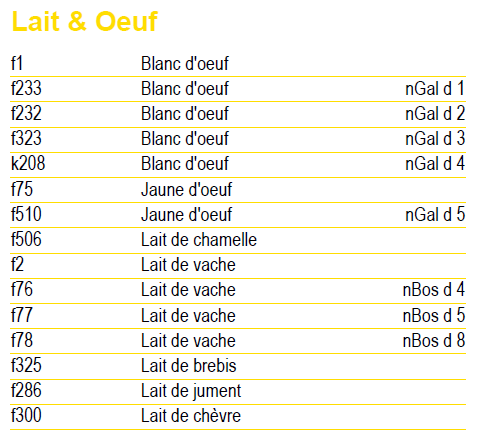 Lait & Oeuf
f1 Blanc d'oeuf
f233 Blanc d'oeuf nGal d 1
f232 Blanc d'oeuf nGal d 2
f323 Blanc d'oeuf nGal d 3
k208 Blanc d'oeuf nGal d 4
f75 Jaune d'oeuf
f510 Jaune d'oeuf nGal d 5
f506 Lait de chamelle
f2 Lait de vache
f76 Lait de vache nBos d 4
f77 Lait de vache nBos d 5
f78 Lait de vache nBos d 8
f325 Lait de brebis
f286 Lait de jument
f300 Lait de chèvre